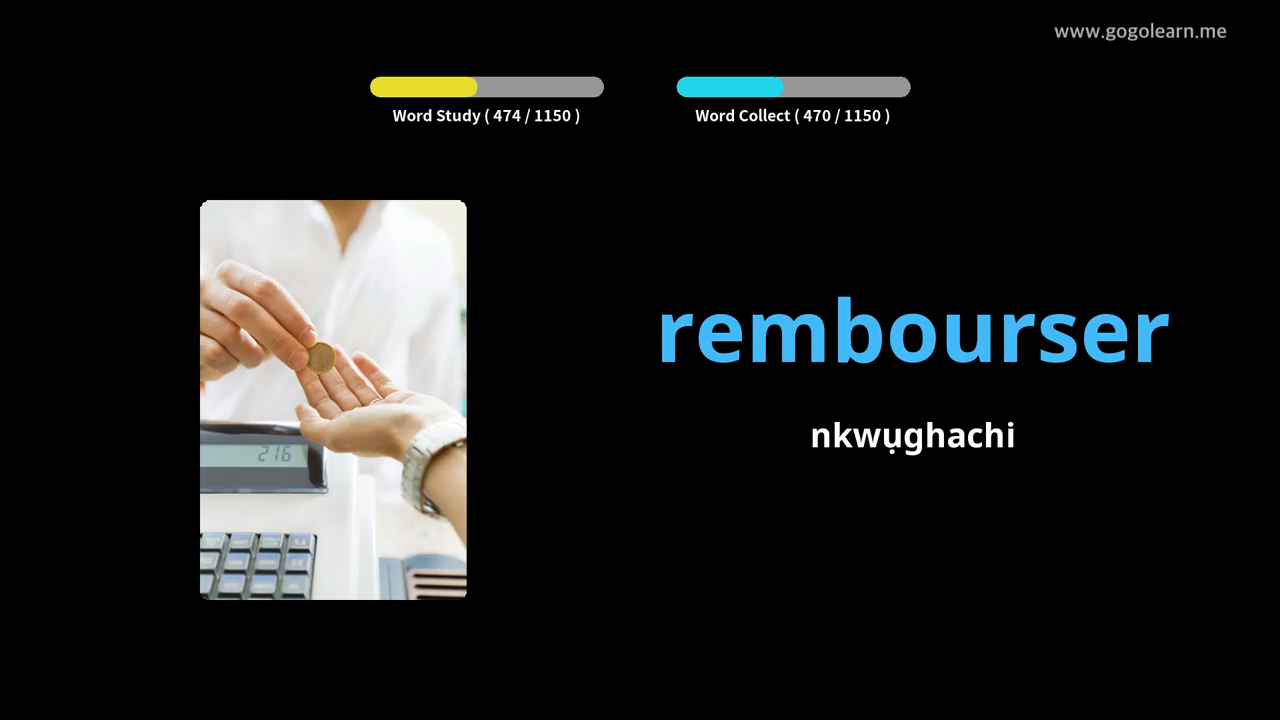 www.gogolearn.me
Word Study ( 474 / 1150 )
Word Collect ( 470 / 1150 )
216
rembourser
nkwụghachi